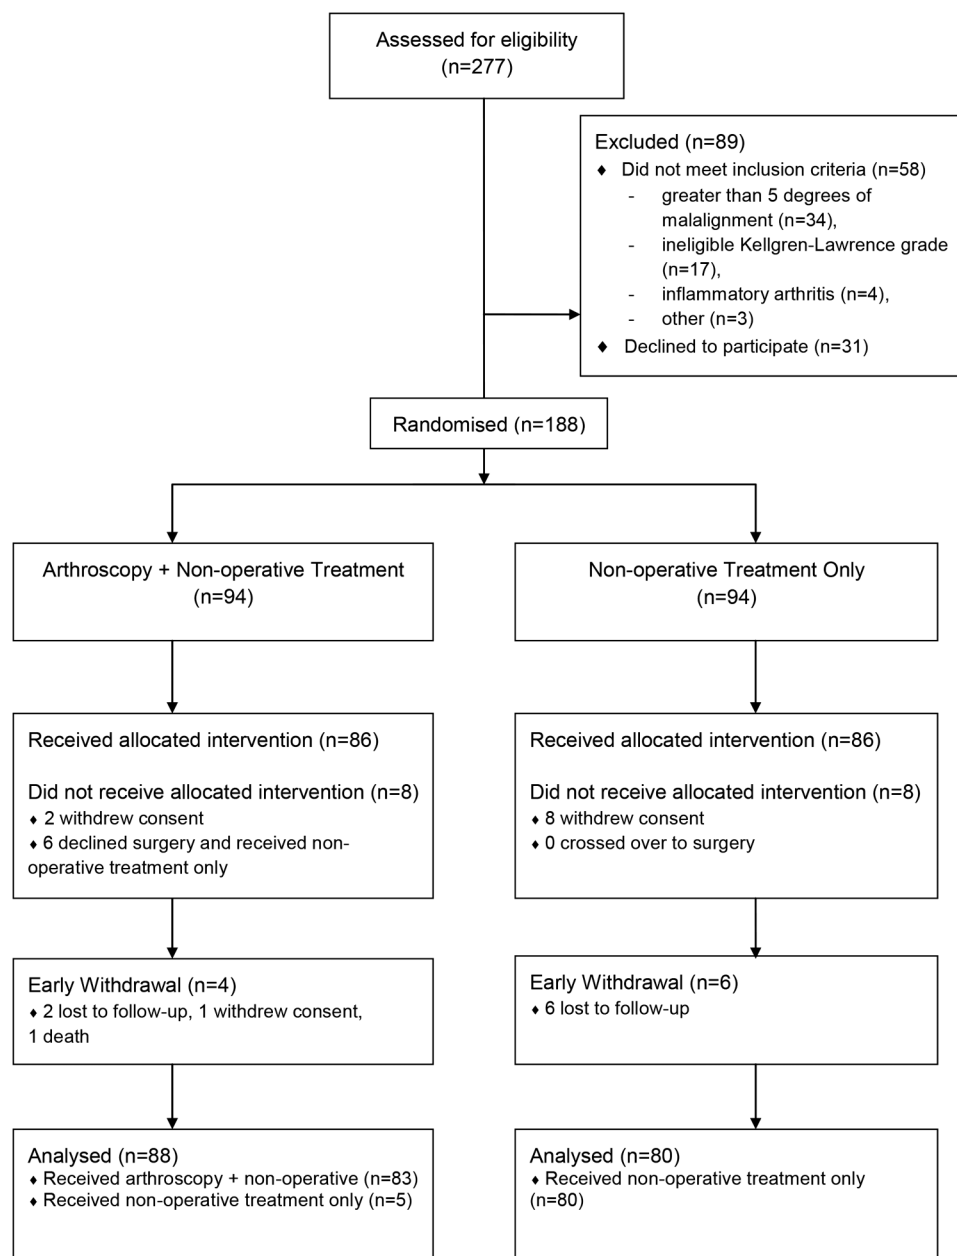 Assessed for eligibility
(n=277)
Excluded (n=89)
♦ Did not meet inclusion criteria (n=58)
- greater than 5 degrees of
malalignment (n=34),
- ineligible Kellgren-Lawrence grade
(n=17),
- inflammatory arthritis (n=4),
- other (n=3)
♦ Declined to participate (n=31)
Randomised (n=188)
Arthroscopy + Non-operative Treatment
(n=94)
Non-operative Treatment Only
(n=94)
Received allocated intervention (n=86)
Did not receive allocated intervention (n=8)
♦ 2 withdrew consent
♦ 6 declined surgery and received non-
operative treatment only
Received allocated intervention (n=86)
Did not receive allocated intervention (n=8)
♦ 8 withdrew consent
♦ 0 crossed over to surgery
Early Withdrawal (n=4)
♦ 2 lost to follow-up, 1 withdrew consent,
1 death
Early Withdrawal (n=6)
♦ 6 lost to follow-up
Analysed (n=88)
♦ Received arthroscopy + non-operative (n=83)
♦ Received non-operative treatment only (n=5)
Analysed (n=80)
♦ Received non-operative treatment only
(n=80)